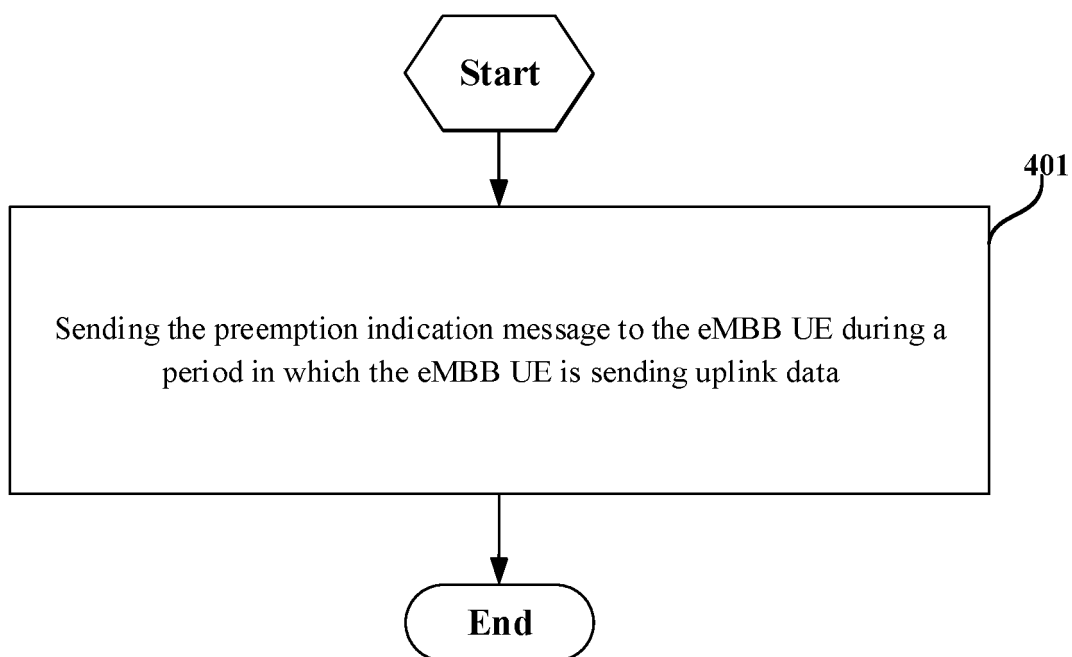 Start
401
Sending the preemption indication message to the eMBB UE during a
period in which the eMBB UE is sending uplink data
End